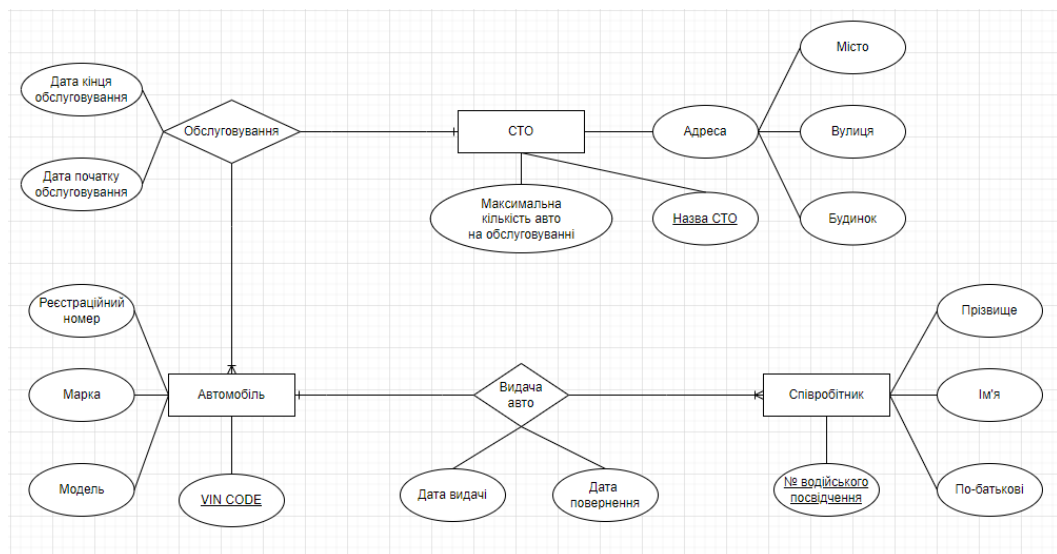 Місто
Дата кінця
обслуговування
Обслуговування
СТО
Адреса
Вулиця
Дата початку
обслуговування
Максимальна
кількість авто
на обслуговуванні
Назва СТО
Будинок
Реєстраційний
номер
Прізвище
Марка
Автомобіль
Видача
авто
Співробітник
Ім'я
Модель
VIN CODE
Дата видачі
Дата
повернення
№ водійського
посвідчення
По-батькові